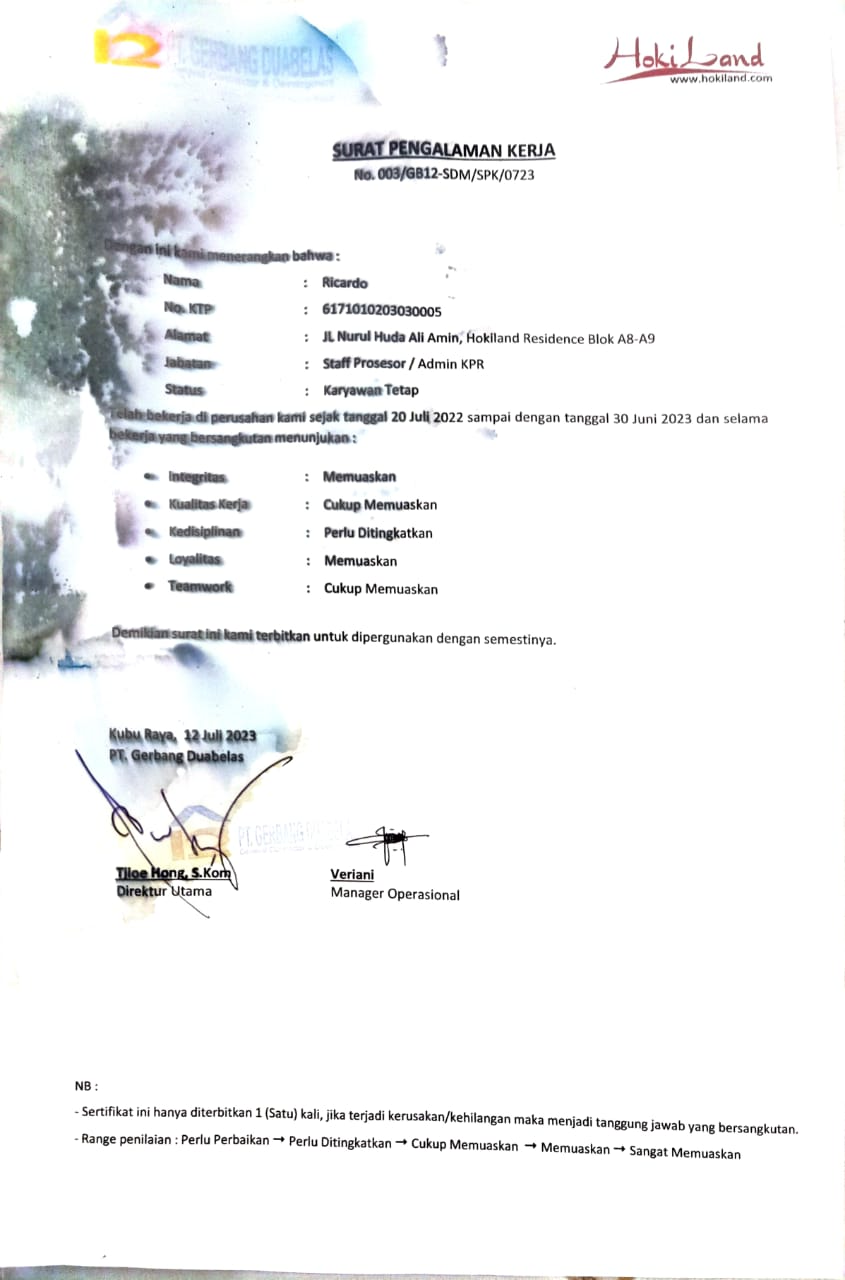 12 PT. GERBANG DUABELAS
Hoki Land
www.hokiland.com
SURAT PENGALAMAN KERJA
No. 003/GB12-SDM/SPK/0723
Dengan ini kami menerangkan bahwa :
Nama : Ricardo
No. KTP : 6171010203030005
Alamat : JL Nurul Huda Ali Amin, Hokiland Residence Blok A8-A9
Jabatan : Staff Prosesor / Admin KPR
Status : Karyawan Tetap
Telah bekerja di perusahan kami sejak tanggal 20 Juli 2022 sampai dengan tanggal 30 Juni 2023 dan selama
bekerja yang bersangkutan menunjukan :
• Integritas : Memuaskan
• Kualitas Kerja : Cukup Memuaskan
• Kedisiplinan : Perlu Ditingkatkan
• Loyalitas : Memuaskan
• Teamwork : Cukup Memuaskan
Demikian surat ini kami terbitkan untuk dipergunakan dengan semestinya.
Kubu Raya, 12 Juli 2023
PT. Gerbang Duabelas
12 PT. GERBANG
Tjioe Hong, S.Kom
Veriani
Direktur Utama
Manager Operasional
NB :
- Sertifikat ini hanya diterbitkan 1 (Satu) kali, jika terjadi kerusakan/kehilangan maka menjadi tanggung jawab yang bersangkutan.
- Range penilaian : Perlu Perbaikan → Perlu Ditingkatkan → Cukup Memuaskan → Memuaskan → Sangat Memuaskan